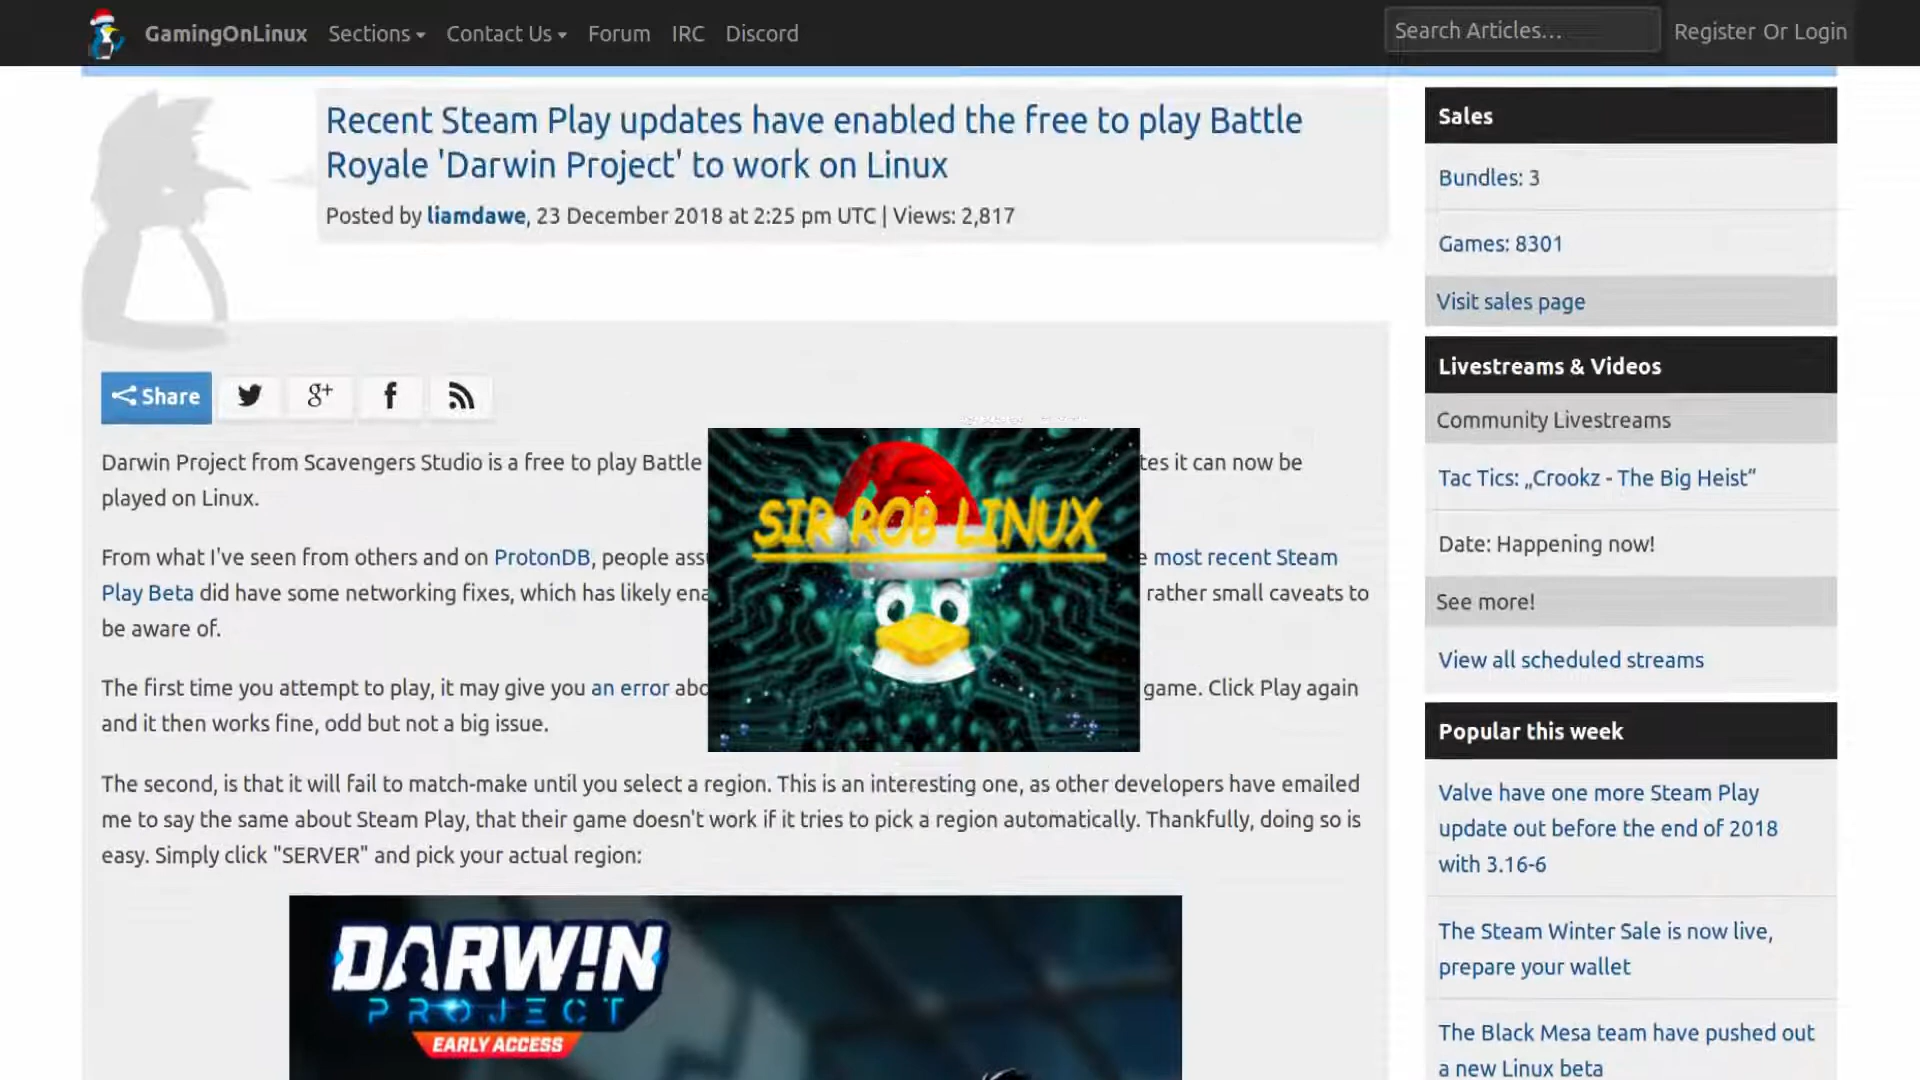 GamingOnLinux Sections Contact Us Forum IRC Discord Search Articles... Register Or Login
Recent Steam Play updates have enabled the free to play Battle
Royale 'Darwin Project' to work on Linux
Posted by liamdawe, 23 December 2018 at 2:25 pm UTC | Views: 2,817
Share g+ f
Darwin Project from Scavengers Studio is a free to play Battle
tes it can now be
played on Linux.
From what I've seen from others and on ProtonDB, people ass
most recent Steam
Play Beta did have some networking fixes, which has likely ena
rather small caveats to
be aware of.
The first time you attempt to play, it may give you an error abo
game. Click Play again
and it then works fine, odd but not a big issue.
SIR ROB LINUX
The second, is that it will fail to match-make until you select a region. This is an interesting one, as other developers have emailed
me to say the same about Steam Play, that their game doesn't work if it tries to pick a region automatically. Thankfully, doing so is
easy. Simply click "SERVER" and pick your actual region:
DARW!N
PROJECT
EARLY ACCESS
Sales
Bundles: 3
Games: 8301
Visit sales page
Livestreams & Videos
Community Livestreams
Tac Tics: „Crookz - The Big Heist“
Date: Happening now!
See more!
View all scheduled streams
Popular this week
Valve have one more Steam Play
update out before the end of 2018
with 3.16-6
The Steam Winter Sale is now live,
prepare your wallet
The Black Mesa team have pushed out
a new Linux beta